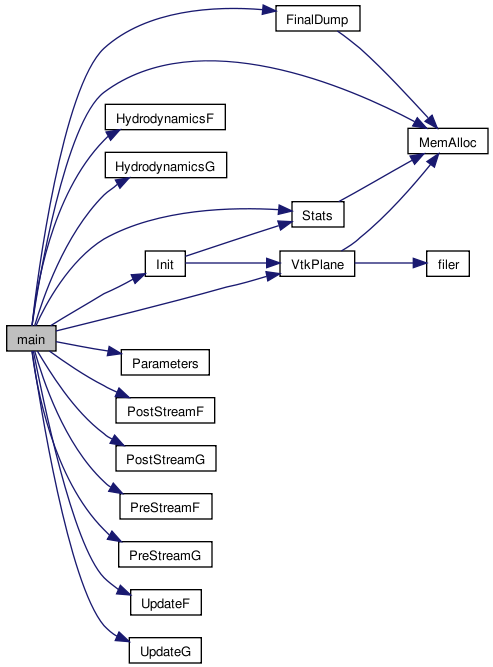 FinalDump
HydrodynamicsF
MemAlloc
HydrodynamicsG
Stats
Init
VtkPlane
filer
main
Parameters
PostStreamF
PostStreamG
PreStreamF
PreStreamG
UpdateF
UpdateG